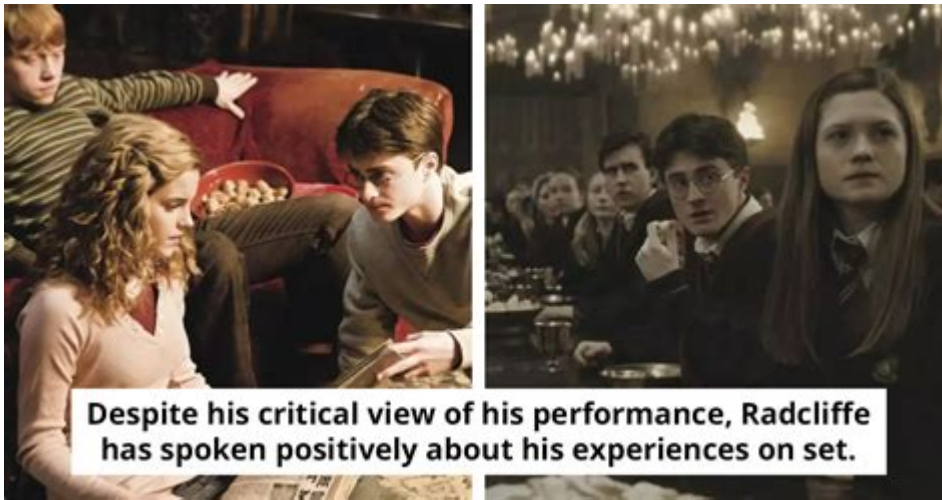 Despite his critical view of his performance, Radcliffe
has spoken positively about his experiences on set.